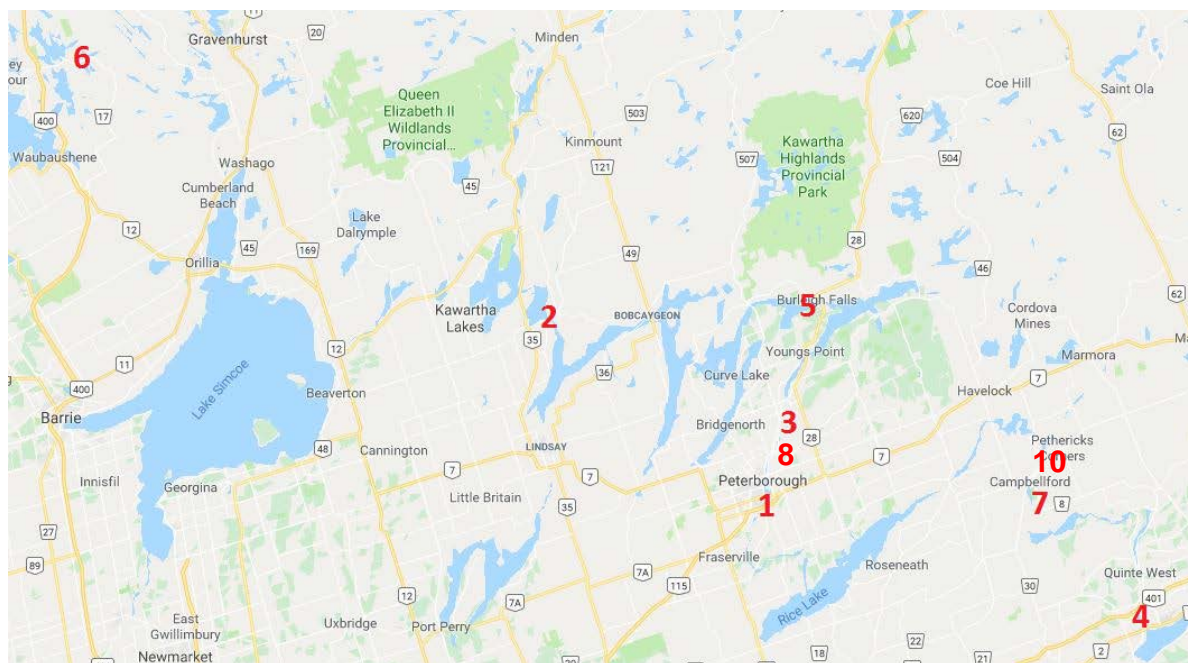 11
Gravenhurst
20
Minden
6
ley
our
Coe Hill
Saint Ola
Queen
Elizabeth II
Wildlands
Provincial...
400
17
503
620
62
Waubaushene
Kinmount
Kawartha
Highlands
Provincial
Park
Washago
121
507
504
Cumberland
Beach
45
Lake
Dalrymple
12
45
169
49
28
Orillia
46
62
Kawartha
Lakes
2
BOBCAYGEON
Burleigh Falls
5
Cordova
Mines
35
12
Youngs Point
Marmora
Ma
11
36
Curve Lake
7
400
Lake Simcoe
Beaverton
Havelock
Barrie
3
Bridgenorth
28
48
Cannington
LINDSAY
8
7
Pethericks
Corners
10
7
7
Innisfil
Georgina
Little Britain
Peterborough
Campbellford
1
7
8
35
27
Fraserville
Roseneath
89
7A
115
30
Quinte West
12
7A
Rice Lake
401
4
East
Gwillimbury
Uxbridge
Port Perry
22
2
Newmarket
18
21